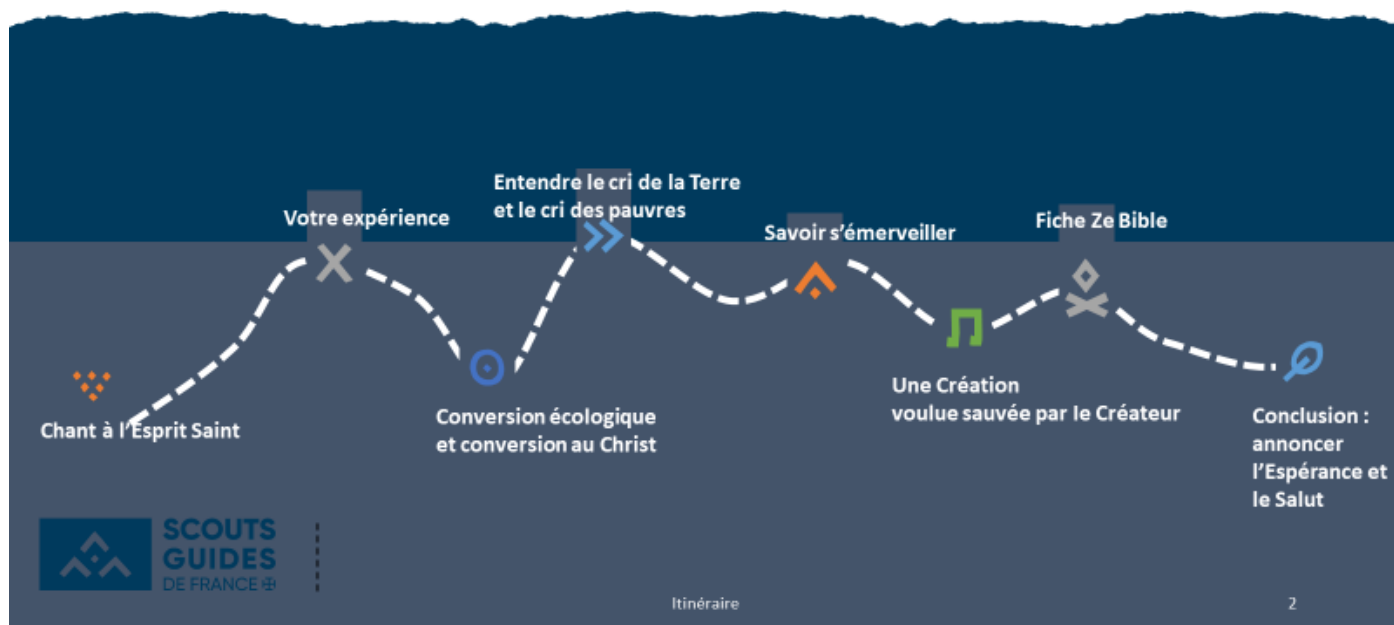 Chant à l'Esprit Saint
Votre expérience
Conversion écologique
et conversion au Christ
Entendre le cri de la Terre
et le cri des pauvres
Savoir s'émerveiller
Une Création
voulue sauvée par le Créateur
Fiche Ze Bible
Conclusion :
annoncer
l'Espérance et
le Salut
SCOUTS
GUIDES
DE FRANCE
Itinéraire
2